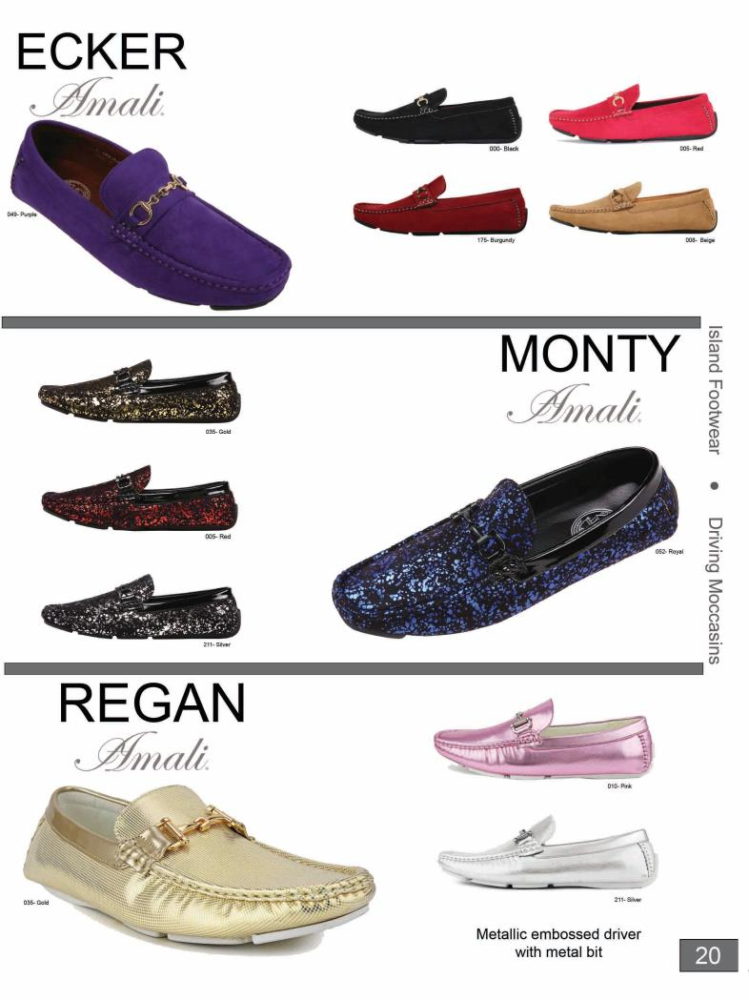 ECKER
Amali
049- Purple
000- Black
005- Red
175- Burgundy
008- Beige
MONTY
Amali
035- Gold
005- Red
211- Silver
052- Royal
Island Footwear • Driving Moccasins
REGAN
Amali
035- Gold
010- Pink
211- Silver
Metallic embossed driver
with metal bit
20